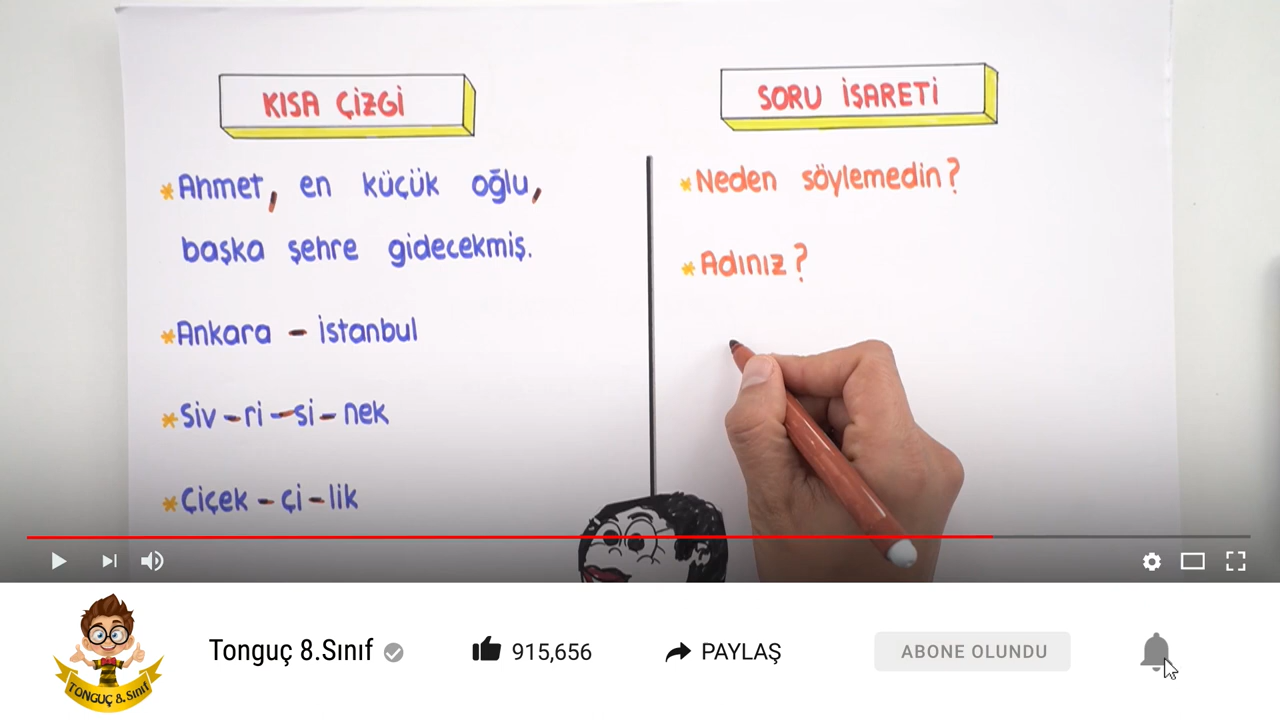 KISA ÇİZGİ
*Ahmet, en küçük oğlu,
başka şehre gidecekmiş.
*Ankara - İstanbul
*Siv-ri-si-nek
*Çiçek-çi-lik
SORU İŞARETİ
*Neden söylemedin?
*Adınız?
Tonguç 8.Sınıf
915,656
PAYLAŞ
ABONE OLUNDU
TONGUÇ 8. Sınıf